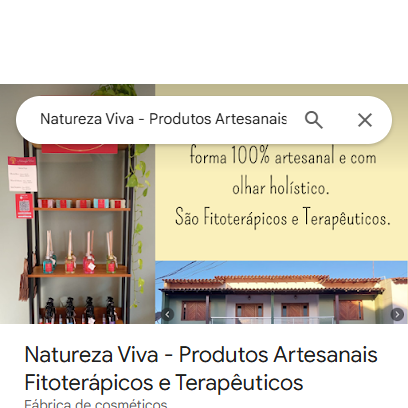 Natureza Viva - Produtos Artesanais
forma 100% artesanal e com
olhar holístico.
São Fitoterápicos e Terapêuticos.
Natureza Viva - Produtos Artesanais
Fitoterápicos e Terapêuticos
Fábrica de cosméticos